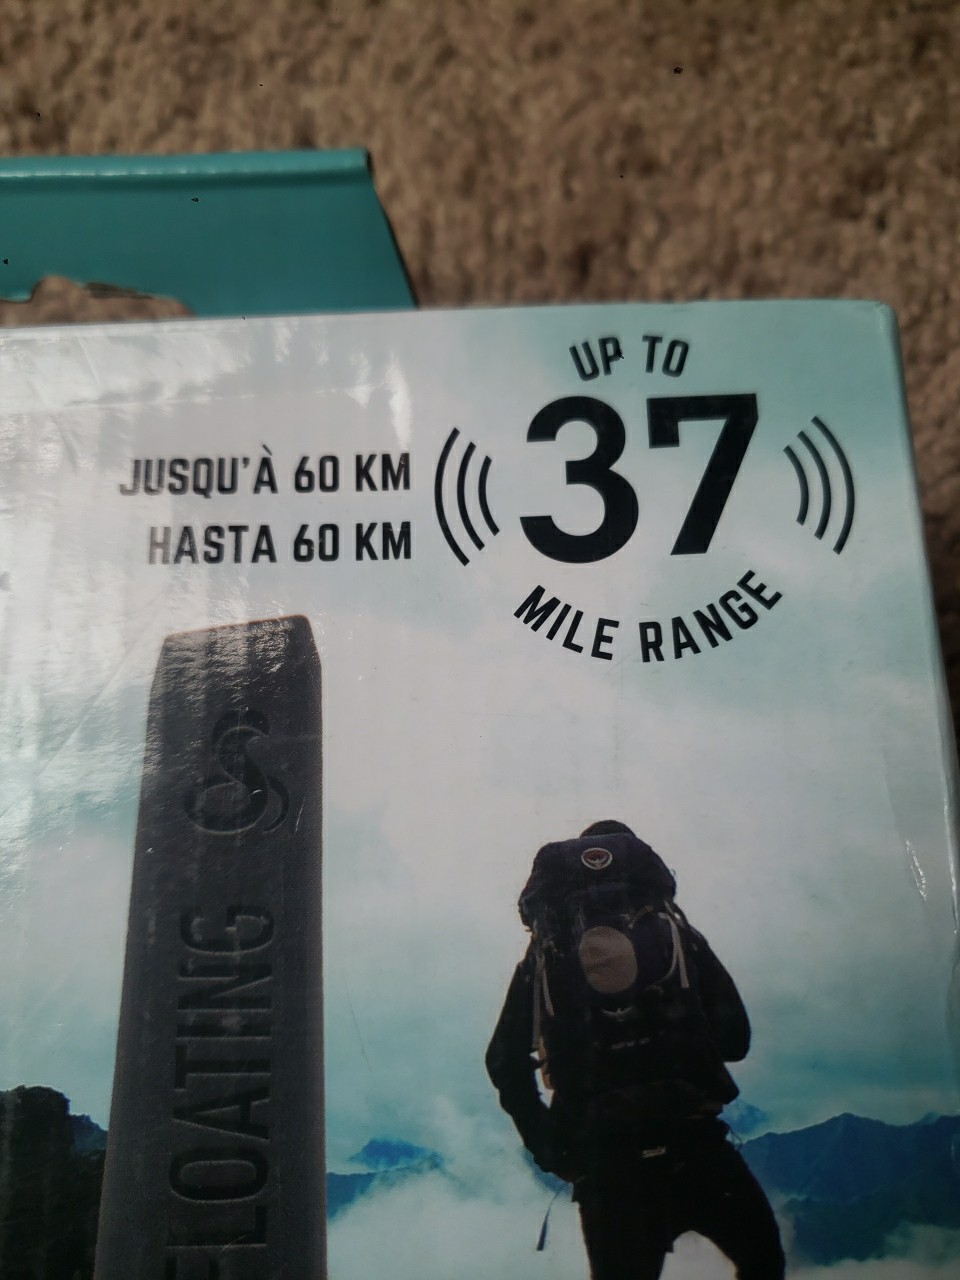 UP TO
37
MILE RANGE
JUSQU'À 60 KM
HASTA 60 KM
FLOATING